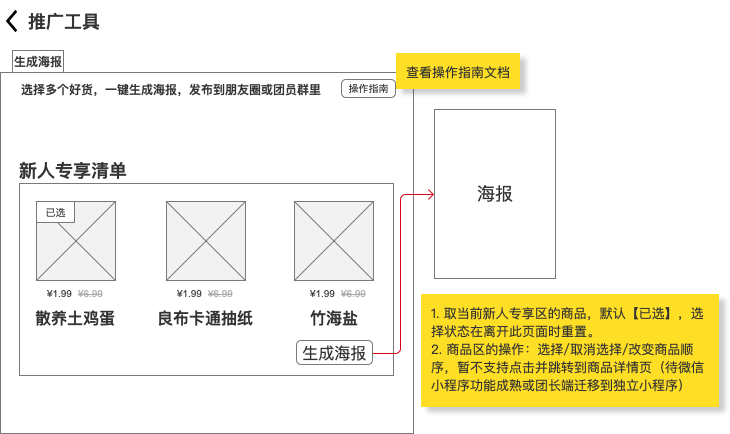 推广工具
生成海报
查看操作指南文档
选择多个好货，一键生成海报，发布到朋友圈或团员群里
操作指南
新人专享清单
已选
海报
¥1.99 ¥6.99
¥1.99 ¥6.99
¥1.99 ¥6.99
散养土鸡蛋
良布卡通抽纸
竹海盐
生成海报
1. 取当前新人专享区的商品，默认【已选】，选
择状态在离开此页面时重置。
2. 商品区的操作：选择/取消选择/改变商品顺
序，暂不支持点击并跳转到商品详情页（待微信
小程序功能成熟或团长端迁移到独立小程序）